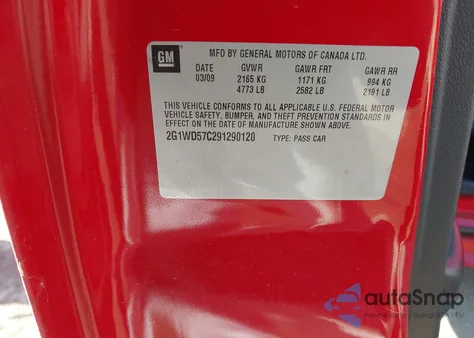 GM
MFD BY GENERAL MOTORS OF CANADA LTD.
DATE GVWR GAWR FRT GAWR RR
03/09 2165 KG 1171 KG 994 KG
4773 LB 2582 LB 2191 LB
THIS VEHICLE CONFORMS TO ALL APPLICABLE U.S. FEDERAL MOTOR
VEHICLE SAFETY, BUMPER, AND THEFT PREVENTION STANDARDS IN
EFFECT ON THE DATE OF MANUFACTURE SHOWN ABOVE.
2G1WD57C291290120 TYPE: PASS CAR
autoSnap